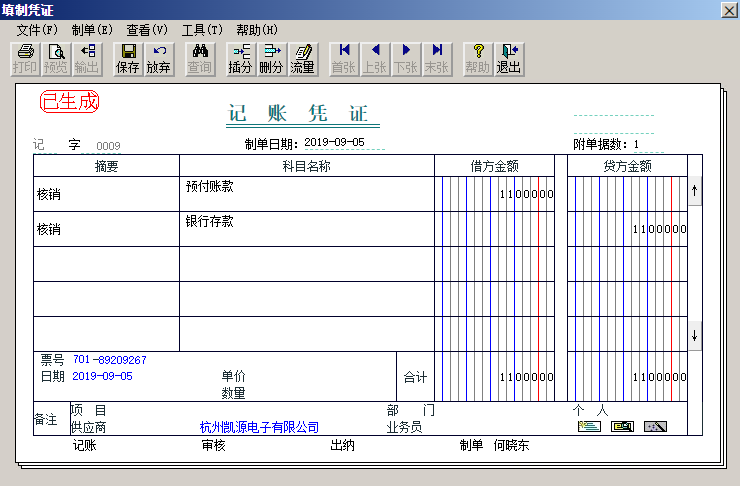 填制凭证
文件(F) 制单(E) 查看(V) 工具(T) 帮助(H)
打印 预览 输出 保存 放弃 查询 插分 删分 流量 首张 上张 下张 末张 帮助 退出
已生成
记 账 凭 证
记 字 0009 制单日期: 2019-09-05 附单据数: 1
摘要 科目名称 借方金额 贷方金额
核销 预付账款 1100000
核销 银行存款 1100000
票号 701-89209267
日期 2019-09-05 单价
数量
合计 1100000 1100000
备注 项 目 部 门 个 人
供应商 杭州凯源电子有限公司 业务员
记账 审核 出纳 制单 何晓东